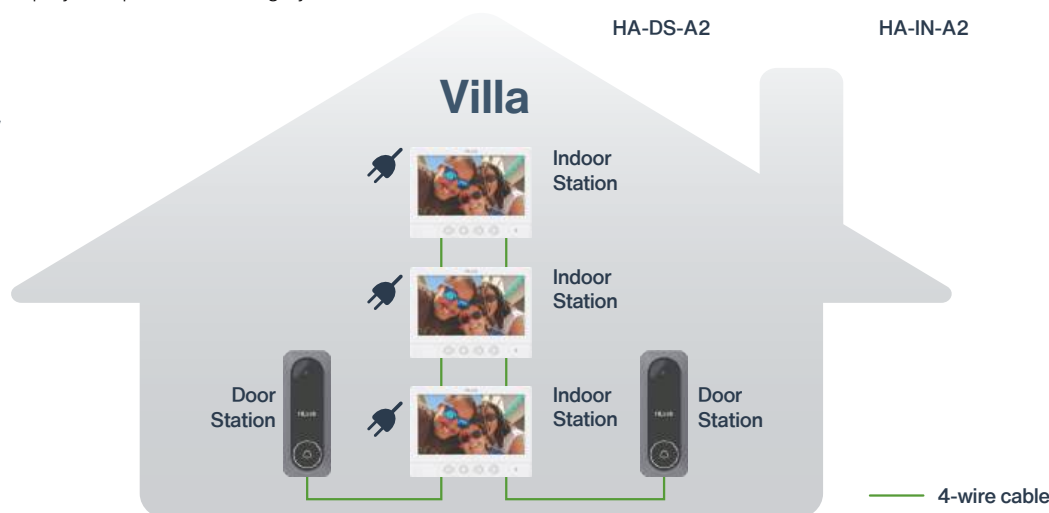 HA-DS-A2
HA-IN-A2
Villa
Indoor
Station
Indoor
Station
Door
Station
Indoor
Station
Door
Station
4-wire cable